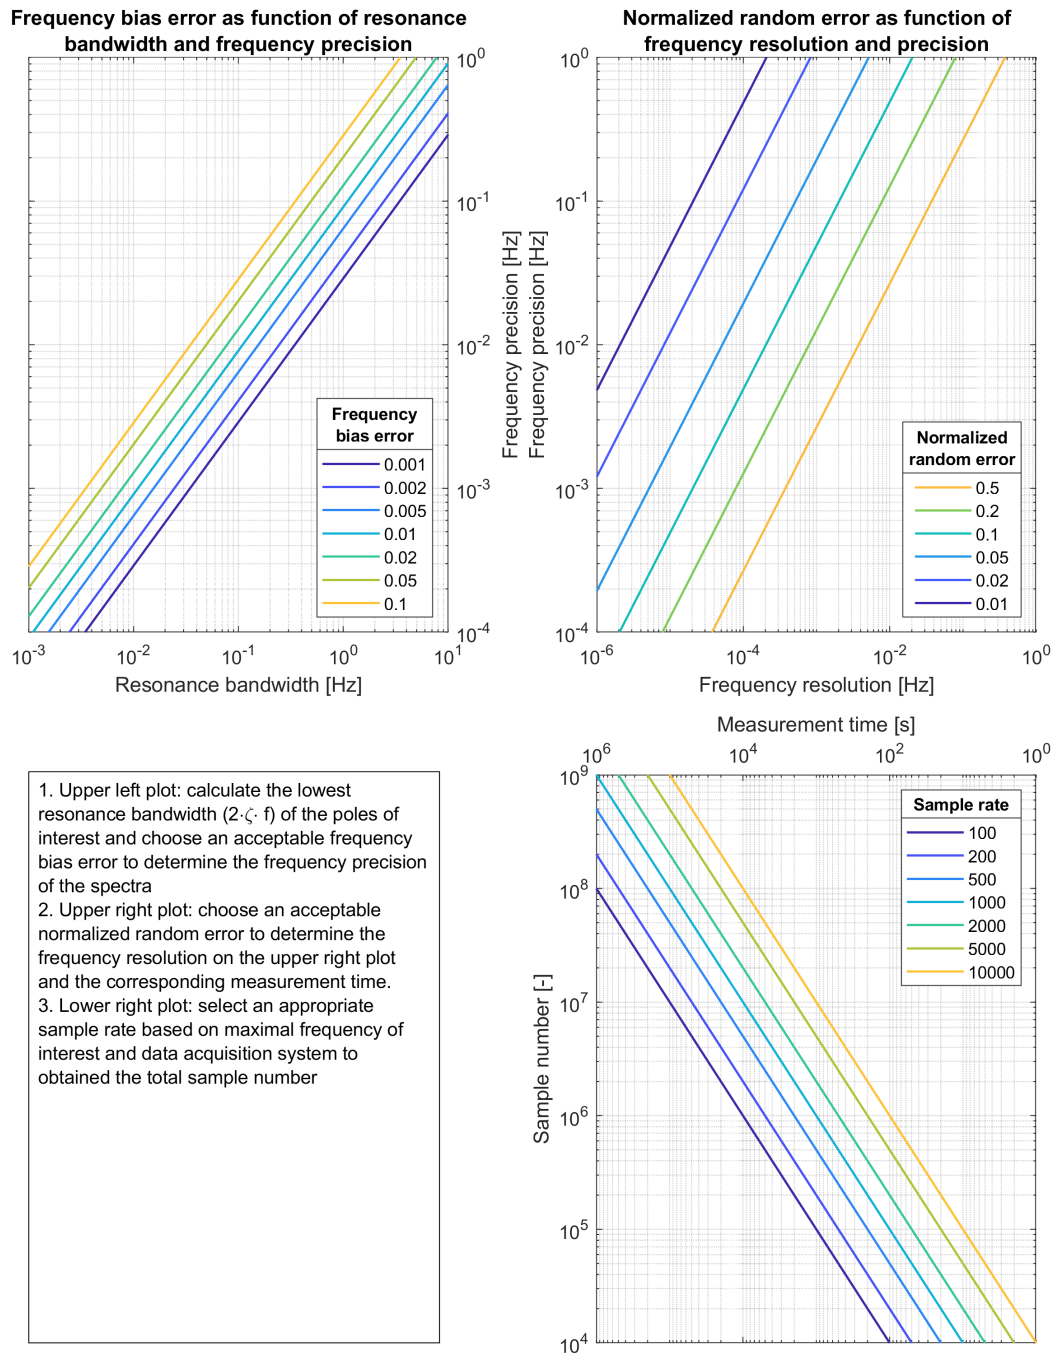 Frequency bias error as function of resonance
bandwidth and frequency precision
10^0
10^-1
10^-2
10^-3
10^-4
Frequency precision [Hz]
Frequency
bias error
0.001
0.002
0.005
0.01
0.02
0.05
0.1
10^-3
10^-2
10^-1
10^0
10^1
Resonance bandwidth [Hz]
Normalized random error as function of
frequency resolution and precision
10^0
10^-1
10^-2
10^-3
10^-4
Frequency precision [Hz]
Normalized
random error
0.5
0.2
0.1
0.05
0.02
0.01
10^-6
10^-4
10^-2
10^0
Frequency resolution [Hz]
1. Upper left plot: calculate the lowest
resonance bandwidth (2·ζ· f) of the poles of
interest and choose an acceptable frequency
bias error to determine the frequency precision
of the spectra
2. Upper right plot: choose an acceptable
normalized random error to determine the
frequency resolution on the upper right plot
and the corresponding measurement time.
3. Lower right plot: select an appropriate
sample rate based on maximal frequency of
interest and data acquisition system to
obtained the total sample number
Measurement time [s]
10^6
10^4
10^2
10^0
10^9
10^8
10^7
10^6
10^5
10^4
Sample number [-]
Sample rate
100
200
500
1000
2000
5000
10000